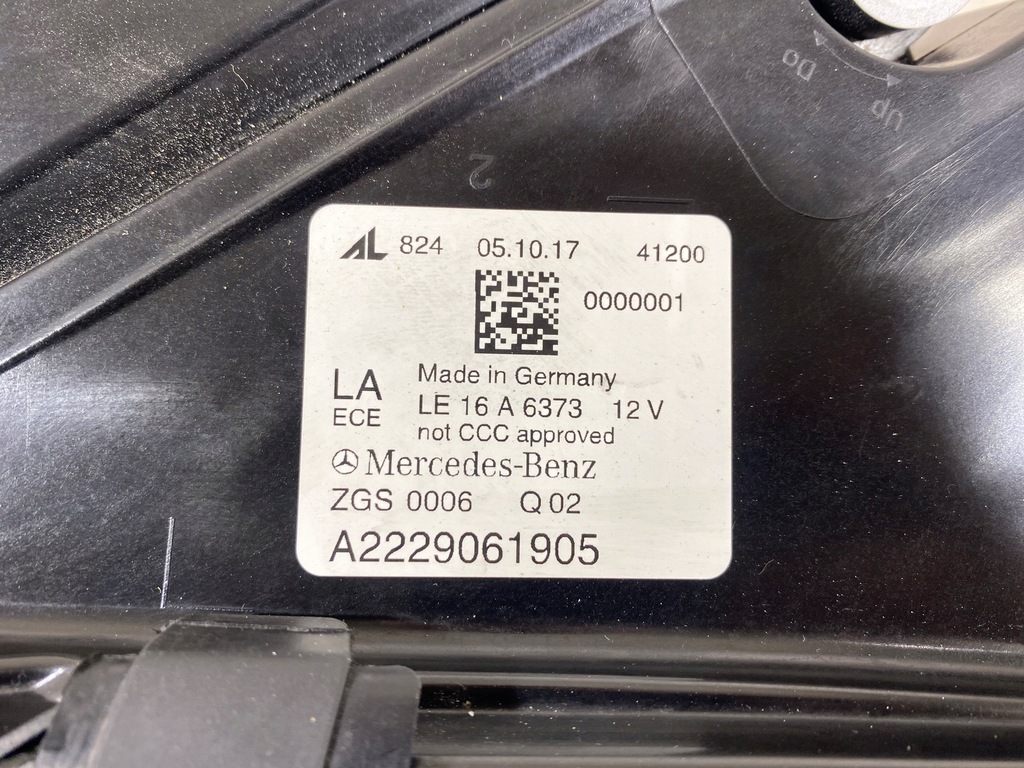 Do
Up
2
AL 824 05.10.17 41200
0000001
LA
ECE
Made in Germany
LE 16 A 6373 12 V
not CCC approved
Mercedes-Benz
ZGS 0006 Q 02
A2229061905